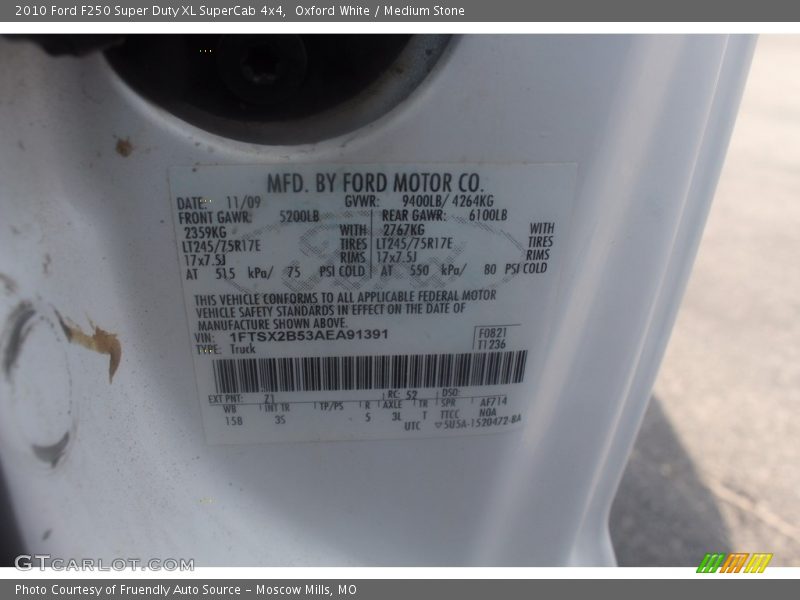 2010 Ford F250 Super Duty XL SuperCab 4x4, Oxford White / Medium Stone
MFD. BY FORD MOTOR CO.
DATE: 11/09 GVWR: 9400LB/ 4264KG
FRONT GAWR: 5200LB REAR GAWR: 6100LB
2359KG WITH 2767KG WITH
LT245/75R17E TIRES LT245/75R17E TIRES
17x7.5J RIMS 17x7.5J RIMS
AT 515 kPa/ 75 PSI COLD AT 550 kPa/ 80 PSI COLD
THIS VEHICLE CONFORMS TO ALL APPLICABLE FEDERAL MOTOR
VEHICLE SAFETY STANDARDS IN EFFECT ON THE DATE OF
MANUFACTURE SHOWN ABOVE.
VIN: 1FTSX2B53AEA91391 F0821
TYPE: Truck T1236
EXT PNT: Z1 RC: 52 DSO:
WB INT TR TP/PS R AXLE TR SPR AF714
158 3S 5 3L T TTCC N0A
UTC ▽5U5A-1520472-BA
GTCARLOT.COM
Photo Courtesy of Fruendly Auto Source - Moscow Mills, MO